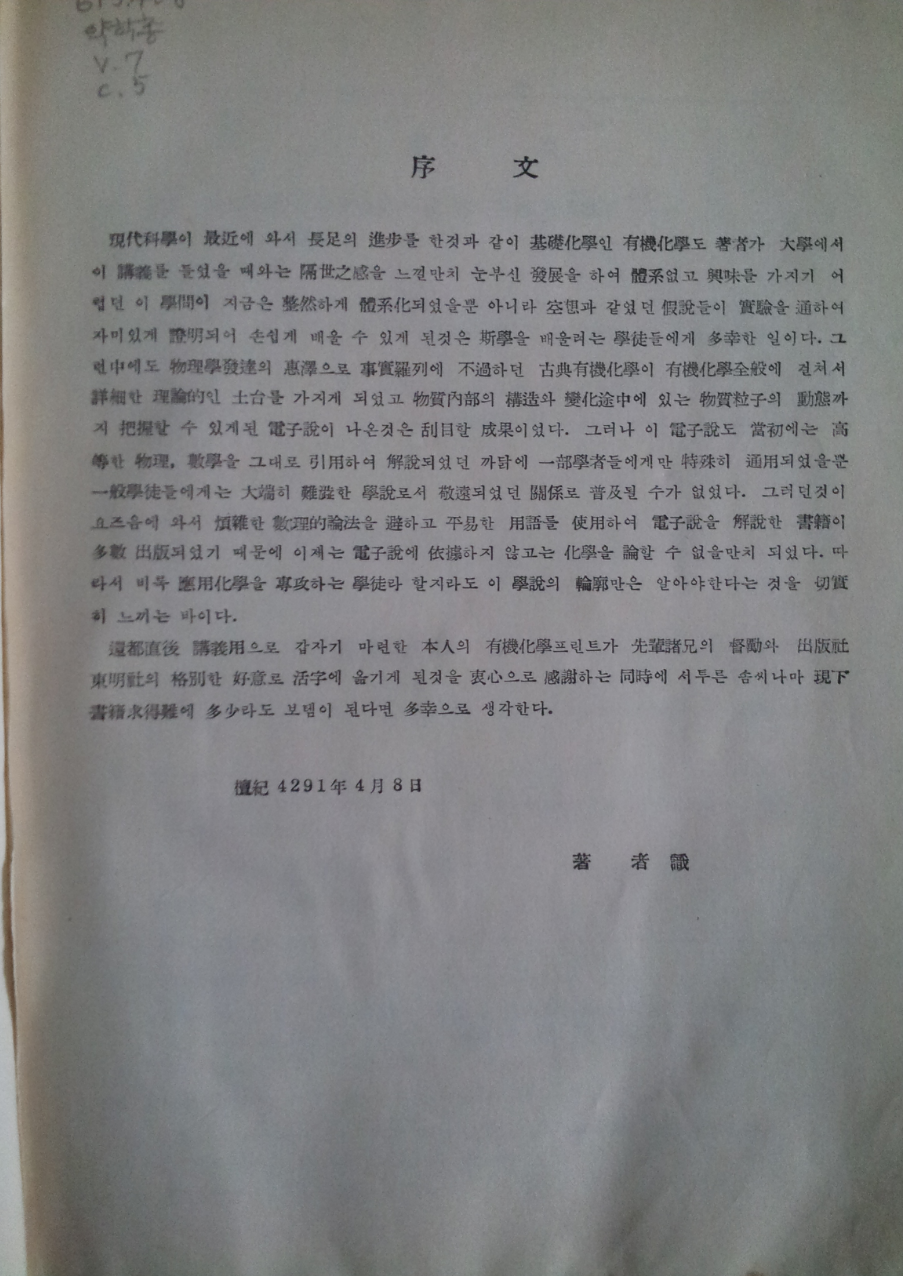 v.7
c.5
序 文
現代科學이 最近에 와서 長足의 進步를 한것과 같이 基礎化學인 有機化學도 著者가 大學에서
이 講義를 들었을 때와는 隔世之感을 느낄만치 눈부신 發展을 하여 體系없고 興味를 가지기 어
렵던 이 學問이 지금은 整然하게 體系化되었을뿐 아니라 空想과 같었던 假說들이 實驗을 通하여
자미있게 證明되어 손쉽게 배울 수 있게 된것은 斯學을 배울려는 學徒들에게 多幸한 일이다. 그
런中에도 物理學發達의 惠澤으로 事實羅列에 不過하던 古典有機化學이 有機化學全般에 걸쳐서
詳細한 理論的인 土台를 가지게 되었고 物質內部의 構造와 變化途中에 있는 物質粒子의 動態까
지 把握할 수 있게된 電子說이 나온것은 刮目할 成果이었다. 그러나 이 電子說도 當初에는 高
等한 物理, 數學을 그대로 引用하여 解說되었던 까닭에 一部學者들에게만 特殊히 通用되었을뿐
一般學徒들에게는 大端히 難澁한 學說로서 敬遠되었던 關係로 普及될 수가 없었다. 그러던것이
요즈음에 와서 煩雜한 數理的論法을 避하고 平易한 用語를 使用하여 電子說을 解說한 書籍이
多數 出版되었기 때문에 이제는 電子說에 依據하지 않고는 化學을 論할 수 없을만치 되었다. 따
라서 비록 應用化學을 專攻하는 學徒라 할지라도 이 學說의 輪廓만은 알아야한다는 것을 切實
히 느끼는 바이다.
還都直後 講義用으로 갑자기 마련한 本人의 有機化學프린트가 先輩諸兄의 督勵와 出版社
東明社의 格別한 好意로 活字에 옮기게 된것을 衷心으로 感謝하는 同時에 서투른 솜씨나마 現下
書籍求得難에 多少라도 보탬이 된다면 多幸으로 생각한다.
檀紀 4291年 4月 8日
著 者 識